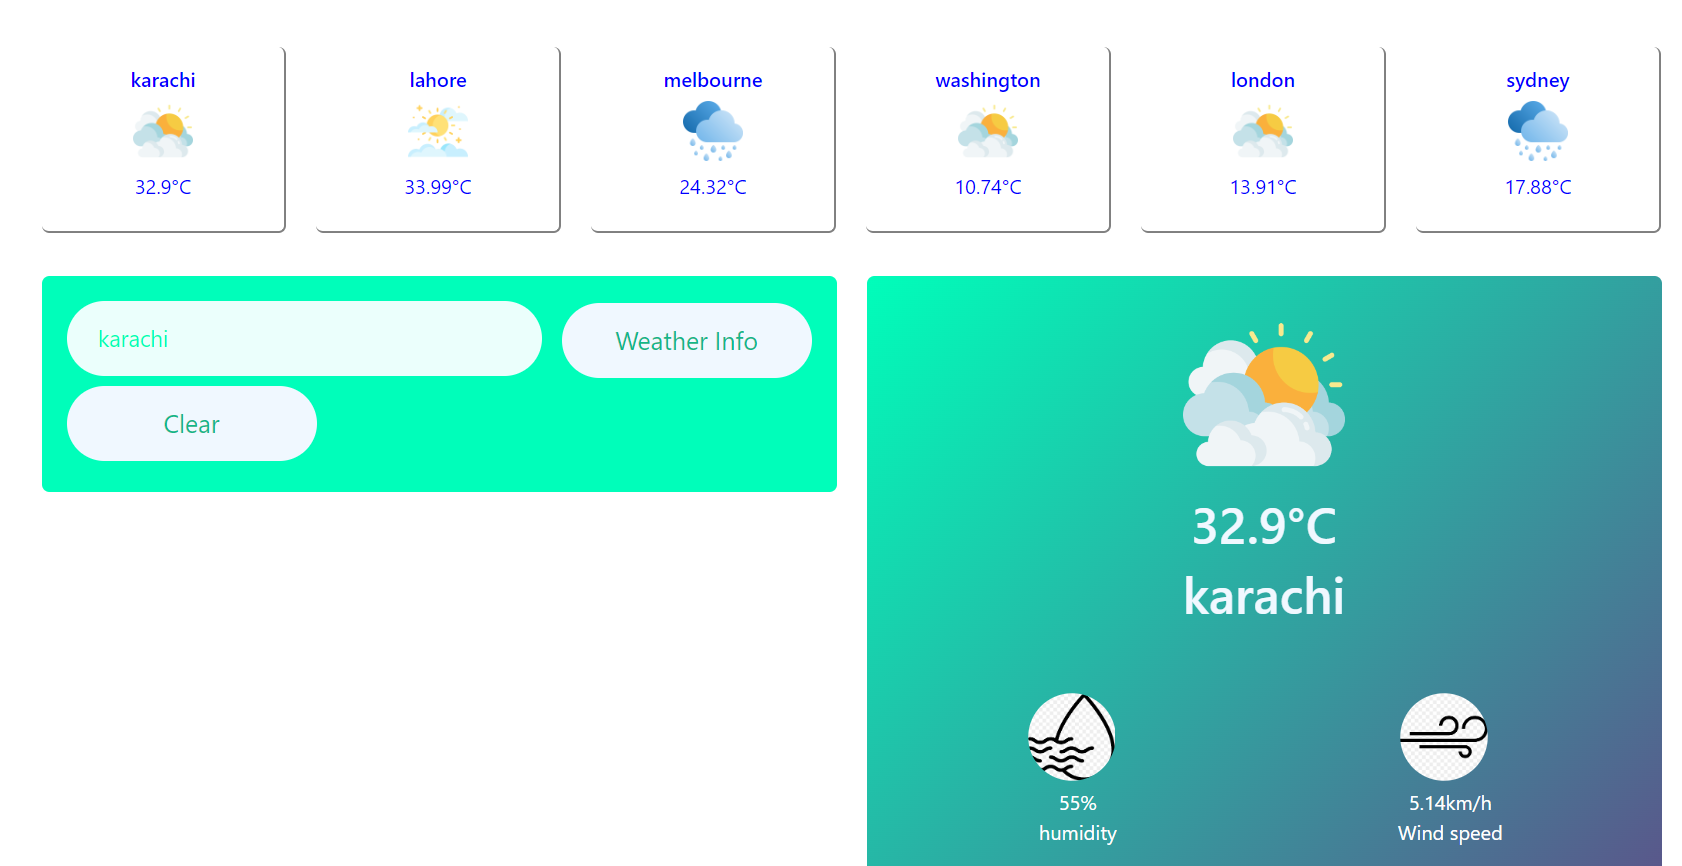 karachi
32.9°C
lahore
33.99°C
melbourne
24.32°C
washington
10.74°C
london
13.91°C
sydney
17.88°C
karachi
Weather Info
Clear
32.9°C
karachi
55%
humidity
5.14km/h
Wind speed